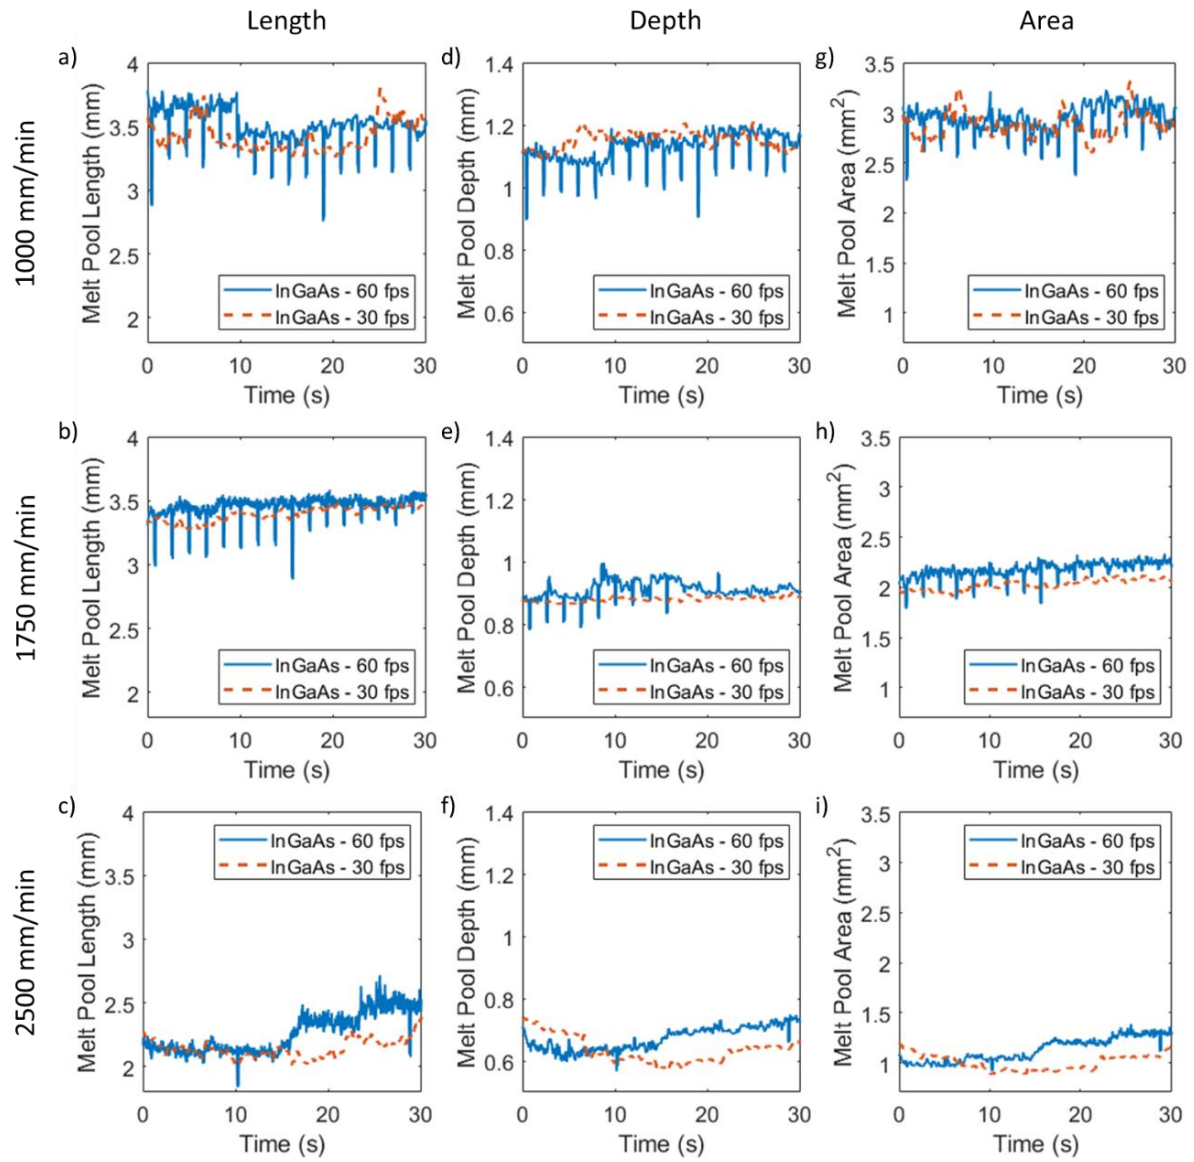 Length
Depth
Area
1000 mm/min
a)
Melt Pool Length (mm)
4
3.5
3
2.5
2
InGaAs - 60 fps
InGaAs - 30 fps
0 10 20 30
Time (s)
d)
Melt Pool Depth (mm)
1.4
1.2
1
0.8
0.6
InGaAs - 60 fps
InGaAs - 30 fps
0 10 20 30
Time (s)
g)
Melt Pool Area (mm²)
3.5
3
2.5
2
1.5
1
InGaAs - 60 fps
InGaAs - 30 fps
0 10 20 30
Time (s)
1750 mm/min
b)
Melt Pool Length (mm)
4
3.5
3
2.5
2
InGaAs - 60 fps
InGaAs - 30 fps
0 10 20 30
Time (s)
e)
Melt Pool Depth (mm)
1.4
1.2
1
0.8
0.6
InGaAs - 60 fps
InGaAs - 30 fps
0 10 20 30
Time (s)
h)
Melt Pool Area (mm²)
3.5
3
2.5
2
1.5
1
InGaAs - 60 fps
InGaAs - 30 fps
0 10 20 30
Time (s)
2500 mm/min
c)
Melt Pool Length (mm)
4
3.5
3
2.5
2
InGaAs - 60 fps
InGaAs - 30 fps
0 10 20 30
Time (s)
f)
Melt Pool Depth (mm)
1.4
1.2
1
0.8
0.6
InGaAs - 60 fps
InGaAs - 30 fps
0 10 20 30
Time (s)
i)
Melt Pool Area (mm²)
3.5
3
2.5
2
1.5
1
InGaAs - 60 fps
InGaAs - 30 fps
0 10 20 30
Time (s)